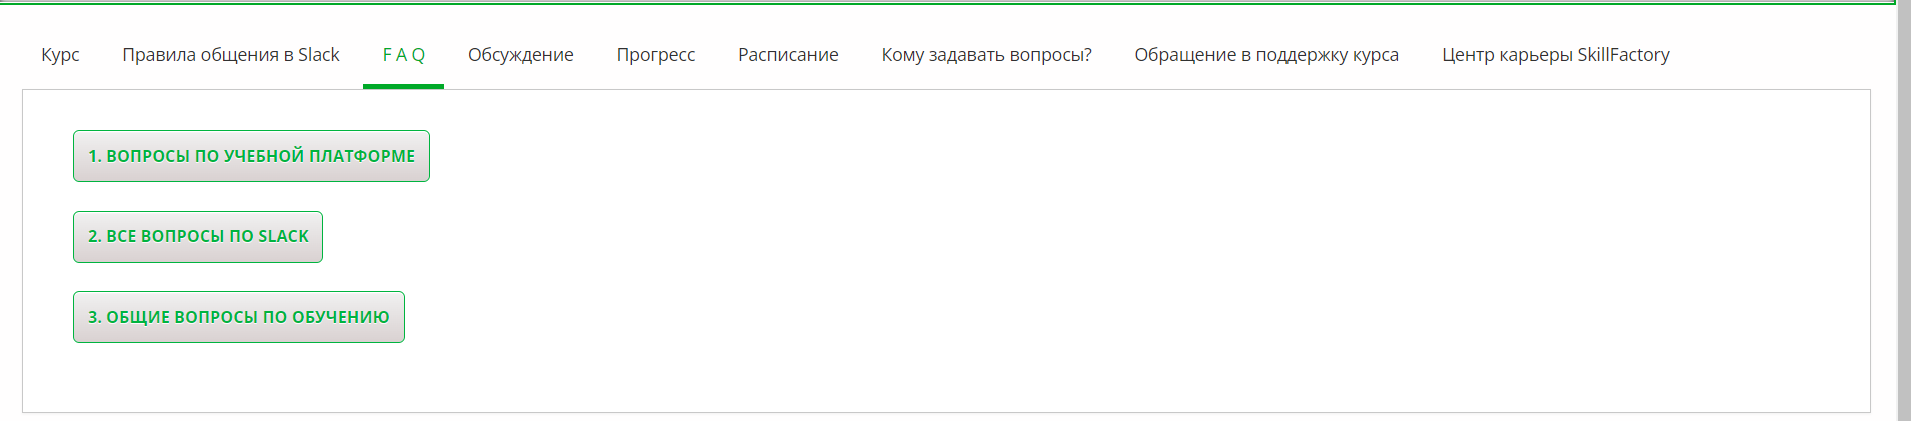 Курс Правила общения в Slack F A Q Обсуждение Прогресс Расписание Кому задавать вопросы? Обращение в поддержку курса Центр карьеры SkillFactory
1. ВОПРОСЫ ПО УЧЕБНОЙ ПЛАТФОРМЕ
2. ВСЕ ВОПРОСЫ ПО SLACK
3. ОБЩИЕ ВОПРОСЫ ПО ОБУЧЕНИЮ